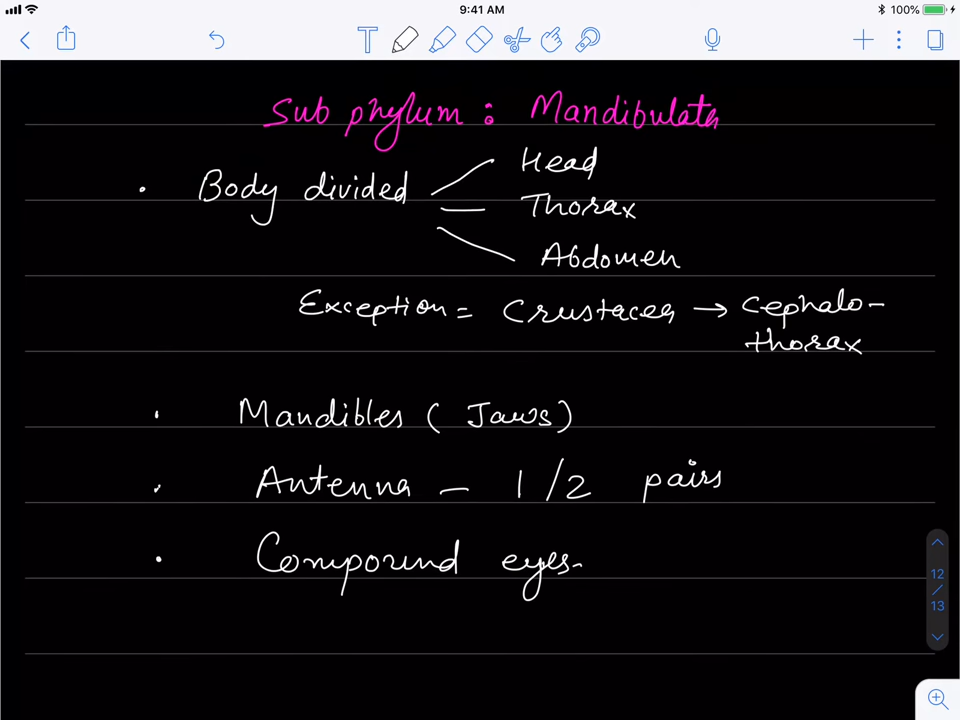 9:41 AM
100%
Sub phylum : Mandibulata
• Body divided
Head
Thorax
Abdomen
Exception = Crustacea → Cephalo-
thorax
• Mandibles ( Jaws )
• Antenna – 1/2 pairs
• Compound eyes-
12
/
13